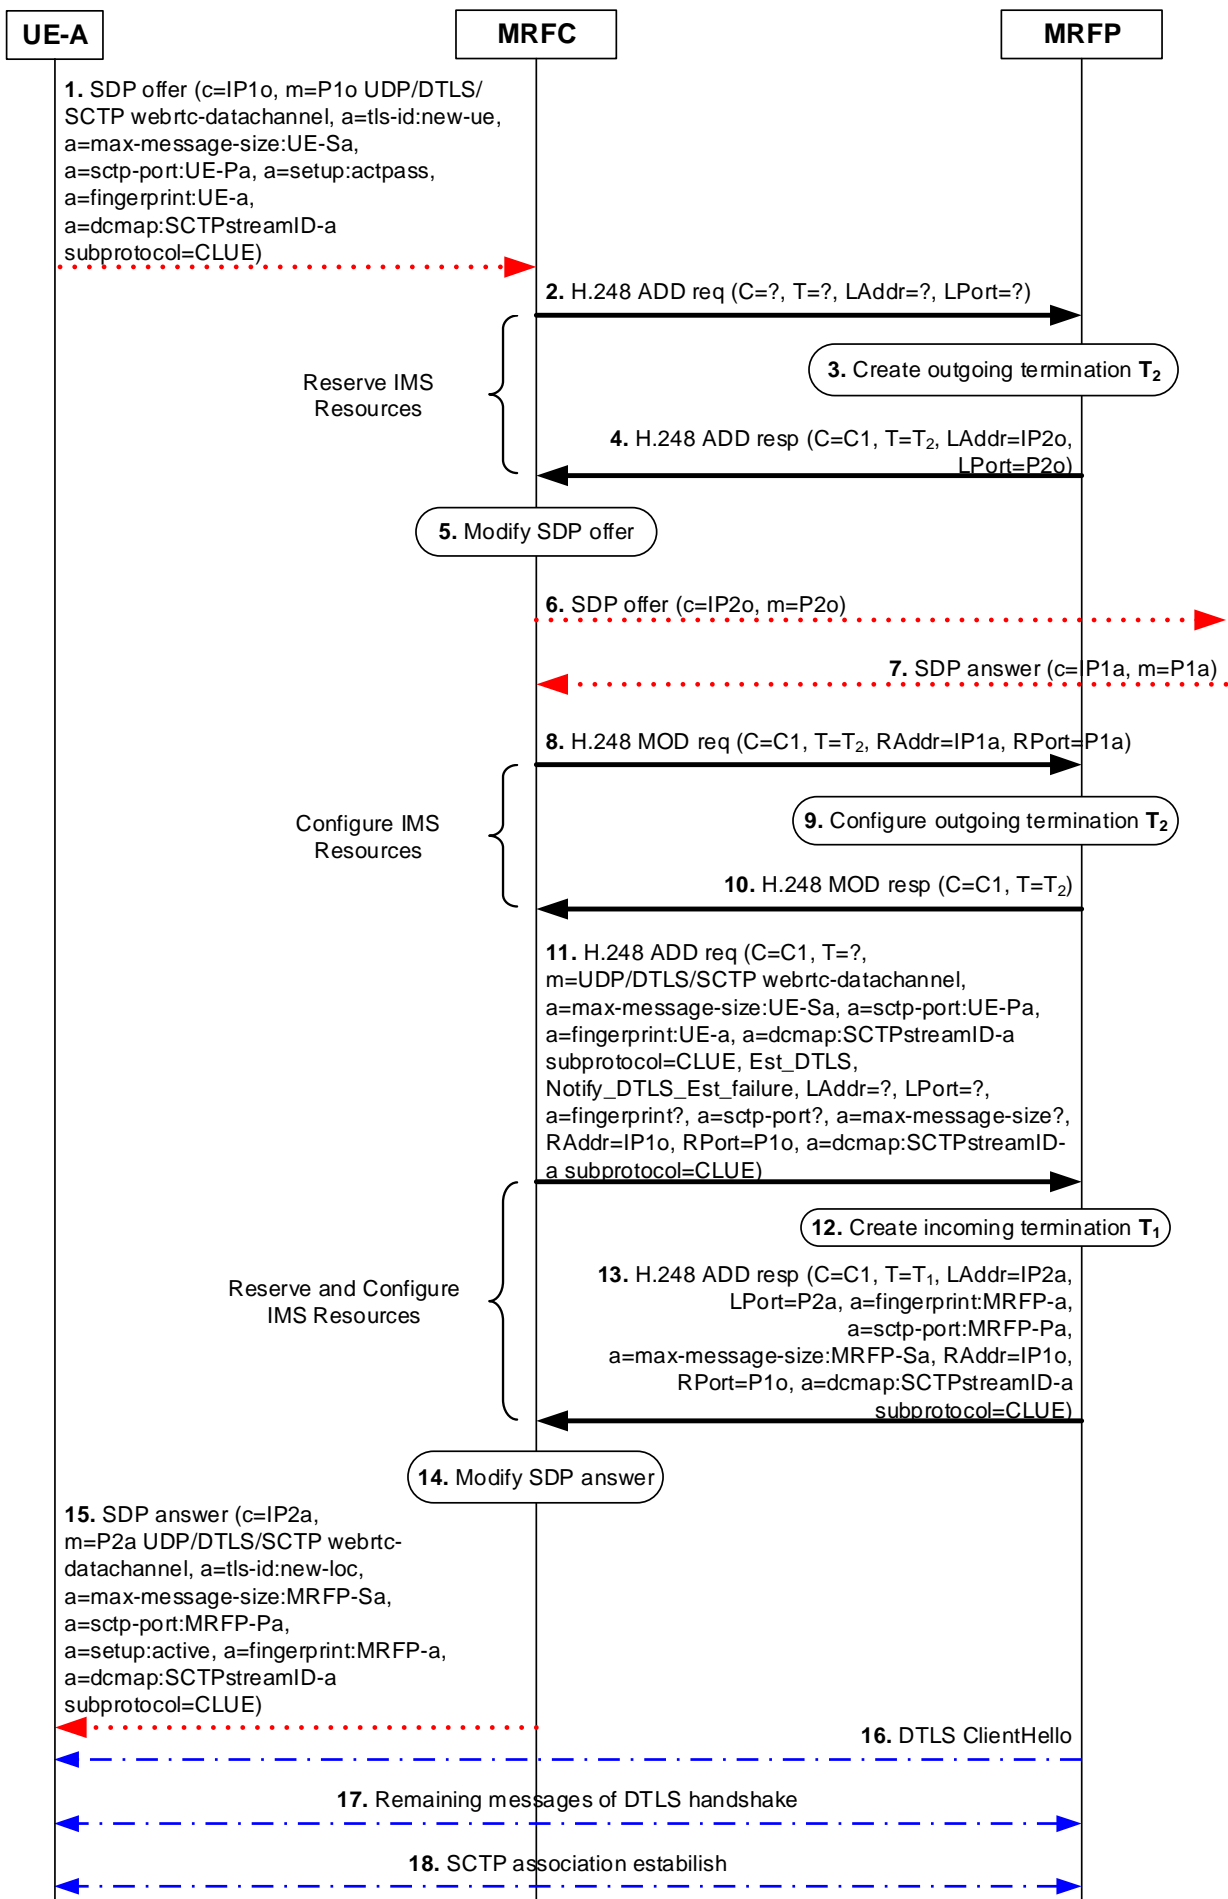 UE-A
MRFC
MRFP
1. SDP offer (c=IP1o, m=P1o UDP/DTLS/
SCTP webrtc-datachannel, a=tls-id:new-ue,
a=max-message-size:UE-Sa,
a=sctp-port:UE-Pa, a=setup:actpass,
a=fingerprint:UE-a,
a=dcmap:SCTPstreamID-a
subprotocol=CLUE)
2. H.248 ADD req (C=?, T=?, LAddr=?, LPort=?)
3. Create outgoing termination T2
Reserve IMS
Resources
4. H.248 ADD resp (C=C1, T=T2, LAddr=IP2o,
LPort=P2o)
5. Modify SDP offer
6. SDP offer (c=IP2o, m=P2o)
7. SDP answer (c=IP1a, m=P1a)
8. H.248 MOD req (C=C1, T=T2, RAddr=IP1a, RPort=P1a)
9. Configure outgoing termination T2
Configure IMS
Resources
10. H.248 MOD resp (C=C1, T=T2)
11. H.248 ADD req (C=C1, T=?,
m=UDP/DTLS/SCTP webrtc-datachannel,
a=max-message-size:UE-Sa, a=sctp-port:UE-Pa,
a=fingerprint:UE-a, a=dcmap:SCTPstreamID-a
subprotocol=CLUE, Est_DTLS,
Notify_DTLS_Est_failure, LAddr=?, LPort=?,
a=fingerprint?, a=sctp-port?, a=max-message-size?,
RAddr=IP1o, RPort=P1o, a=dcmap:SCTPstreamID-
a subprotocol=CLUE)
12. Create incoming termination T1
Reserve and Configure
IMS Resources
13. H.248 ADD resp (C=C1, T=T1, LAddr=IP2a,
LPort=P2a, a=fingerprint:MRFP-a,
a=sctp-port:MRFP-Pa,
a=max-message-size:MRFP-Sa, RAddr=IP1o,
RPort=P1o, a=dcmap:SCTPstreamID-a
subprotocol=CLUE)
14. Modify SDP answer
15. SDP answer (c=IP2a,
m=P2a UDP/DTLS/SCTP webrtc-
datachannel, a=tls-id:new-loc,
a=max-message-size:MRFP-Sa,
a=sctp-port:MRFP-Pa,
a=setup:active, a=fingerprint:MRFP-a,
a=dcmap:SCTPstreamID-a
subprotocol=CLUE)
16. DTLS ClientHello
17. Remaining messages of DTLS handshake
18. SCTP association estabilish